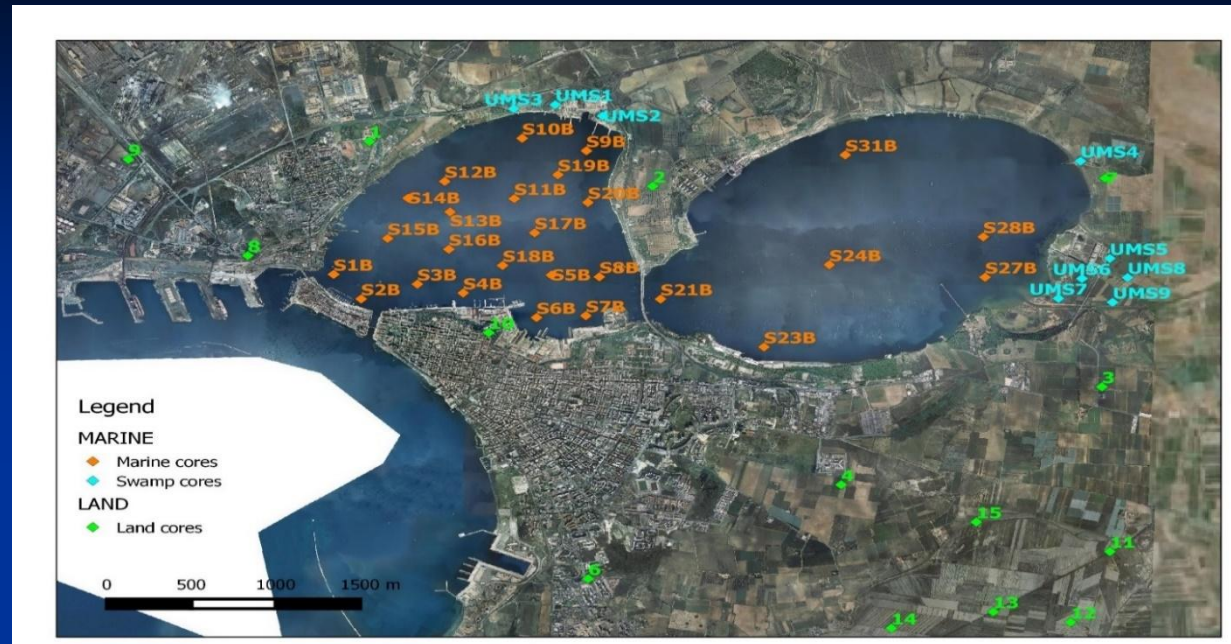 UMS3
UMS1
UMS2
S10B
S9B
1
9
S31B
UMS4
S12B
S19B
2
S14B
S11B
S20B
S13B
S15B
S17B
S28B
S16B
8
UMS5
S18B
S24B
S1B
S5B
S8B
S27B
UMS6
UMS8
S3B
S4B
S2B
S21B
UMS7
UMS9
S6B
S7B
S23B
3
Legend
MARINE
Marine cores
Swamp cores
LAND
Land cores
4
15
11
0 500 1000 1500 m
6
14
13
12